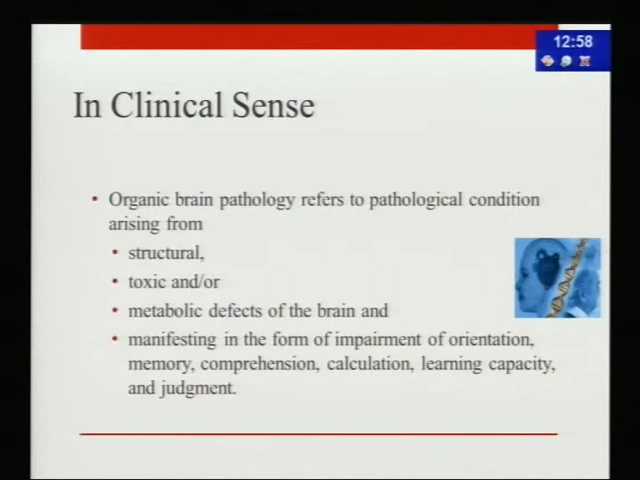 12:58
In Clinical Sense
• Organic brain pathology refers to pathological condition
arising from
• structural,
• toxic and/or
• metabolic defects of the brain and
• manifesting in the form of impairment of orientation,
memory, comprehension, calculation, learning capacity,
and judgment.